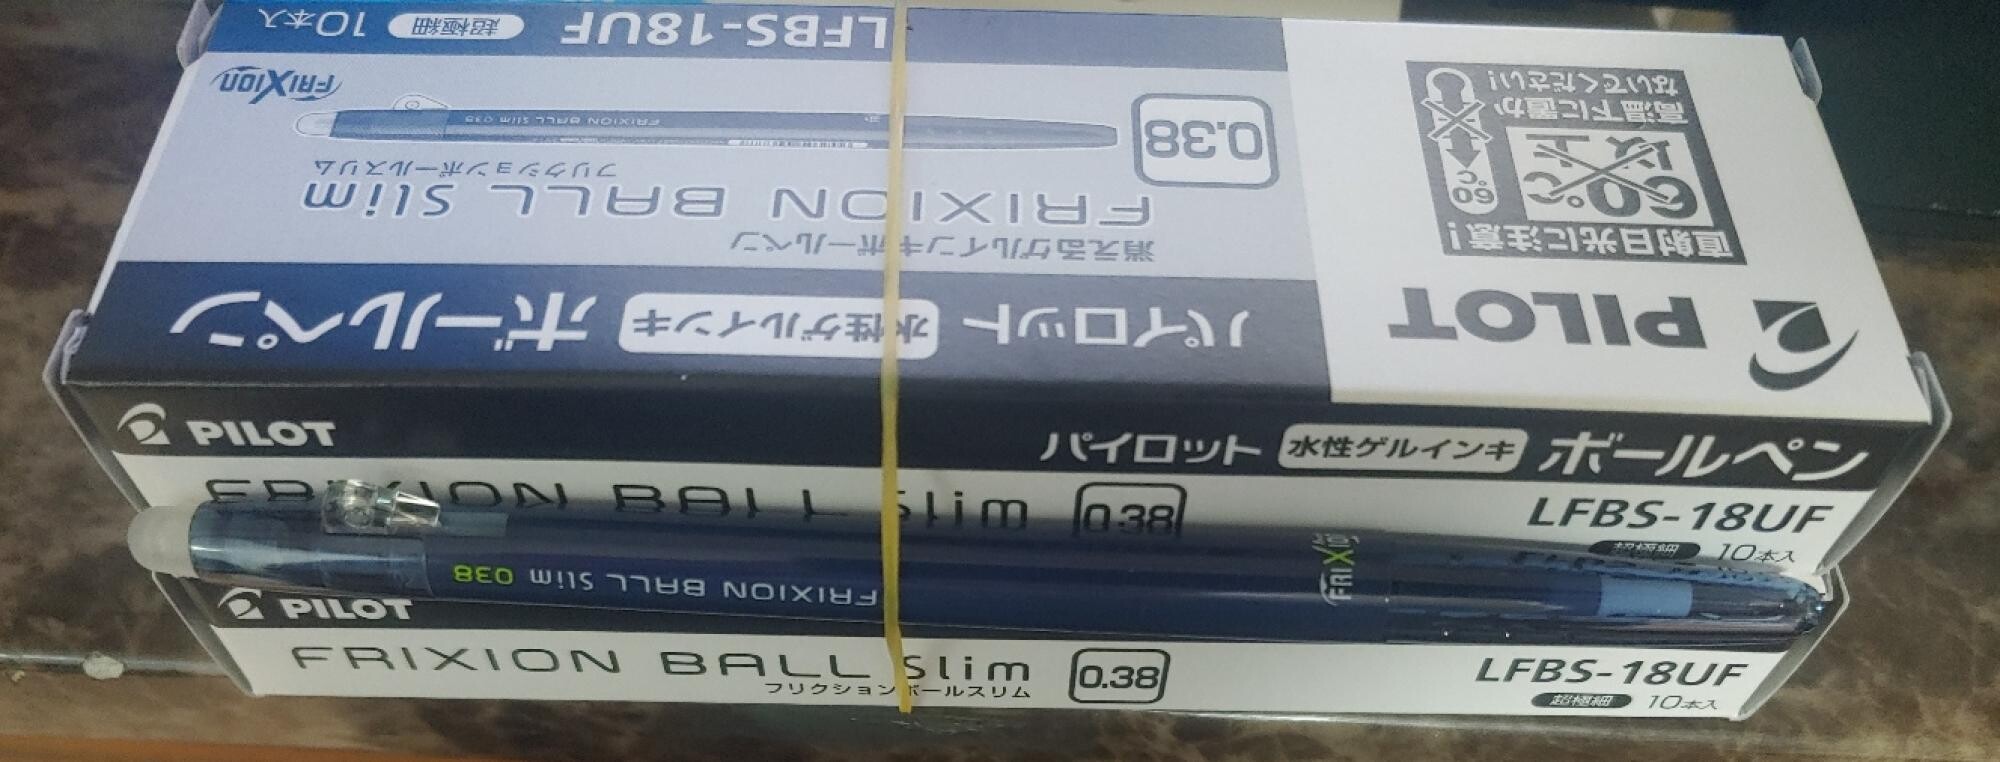 LFBS-18UF 超極細 10本入
FRIXION
0.38
FRIXION BALL Slim 038
フリクションボールスリム
FRIXION BALL Slim
消えるゲルインキボールペン
パイロット 水性ゲルインキ ボールペン
直射日光に注意!
60℃以上
60℃
高温下に置か
ないでください!
PILOT
PILOT
パイロット 水性ゲルインキ ボールペン
FRIXION BALL Slim 0.38
LFBS-18UF
超極細 10本入
FRIXION BALL Slim 038
FRIXION
PILOT
FRIXION BALL Slim 0.38
フリクションボールスリム
LFBS-18UF
超極細 10本入